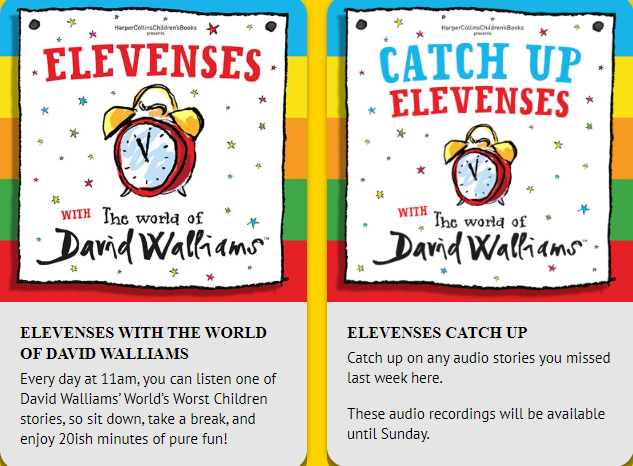 HarperCollinsChildren'sBooks
presents
ELEVENSES
WITH The world of
David Walliams™
ELEVENSES WITH THE WORLD
OF DAVID WALLIAMS
Every day at 11am, you can listen one of
David Walliams' World's Worst Children
stories, so sit down, take a break, and
enjoy 20ish minutes of pure fun!
HarperCollinsChildren'sBooks
presents
CATCH UP
ELEVENSES
WITH The world of
David Walliams™
ELEVENSES CATCH UP
Catch up on any audio stories you missed
last week here.
These audio recordings will be available
until Sunday.